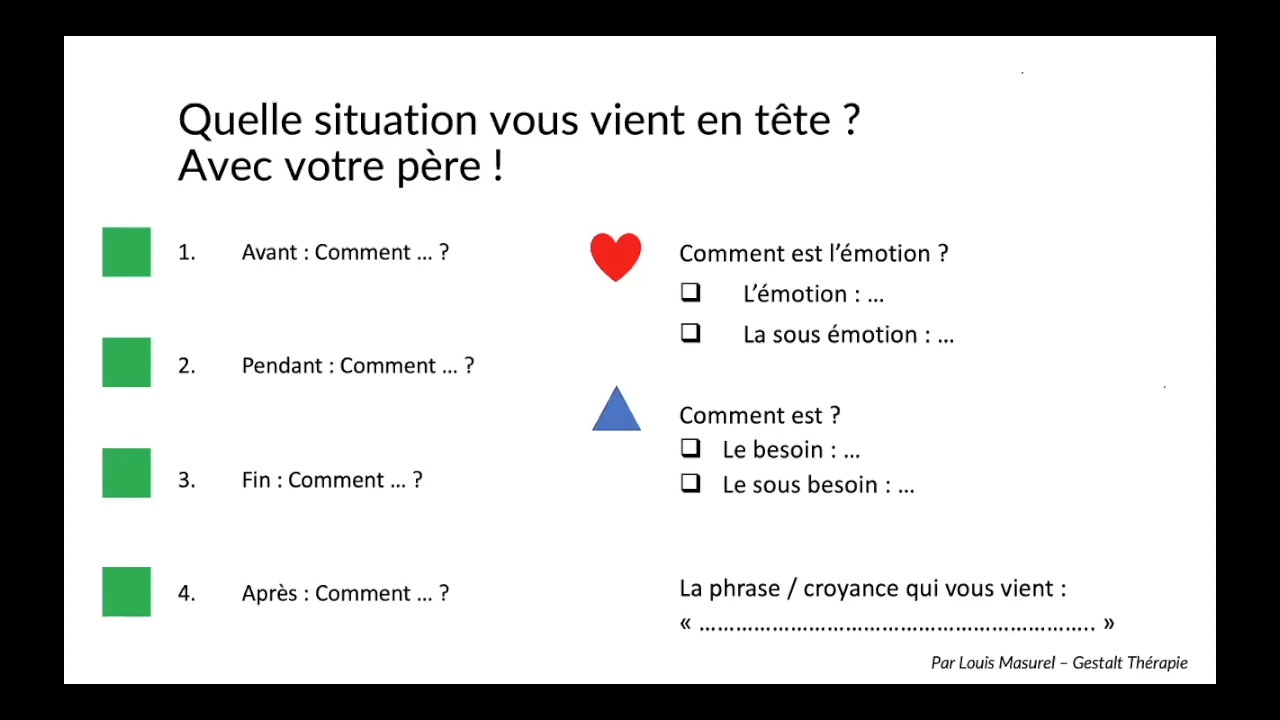 Quelle situation vous vient en tête ?
Avec votre père !
1. Avant : Comment ... ?
2. Pendant : Comment ... ?
3. Fin : Comment ... ?
4. Après : Comment ... ?
Comment est l’émotion ?
❑ L’émotion : ...
❑ La sous émotion : ...
Comment est ?
❑ Le besoin : ...
❑ Le sous besoin : ...
La phrase / croyance qui vous vient :
« ……………………………………………………….. »
Par Louis Masurel – Gestalt Thérapie